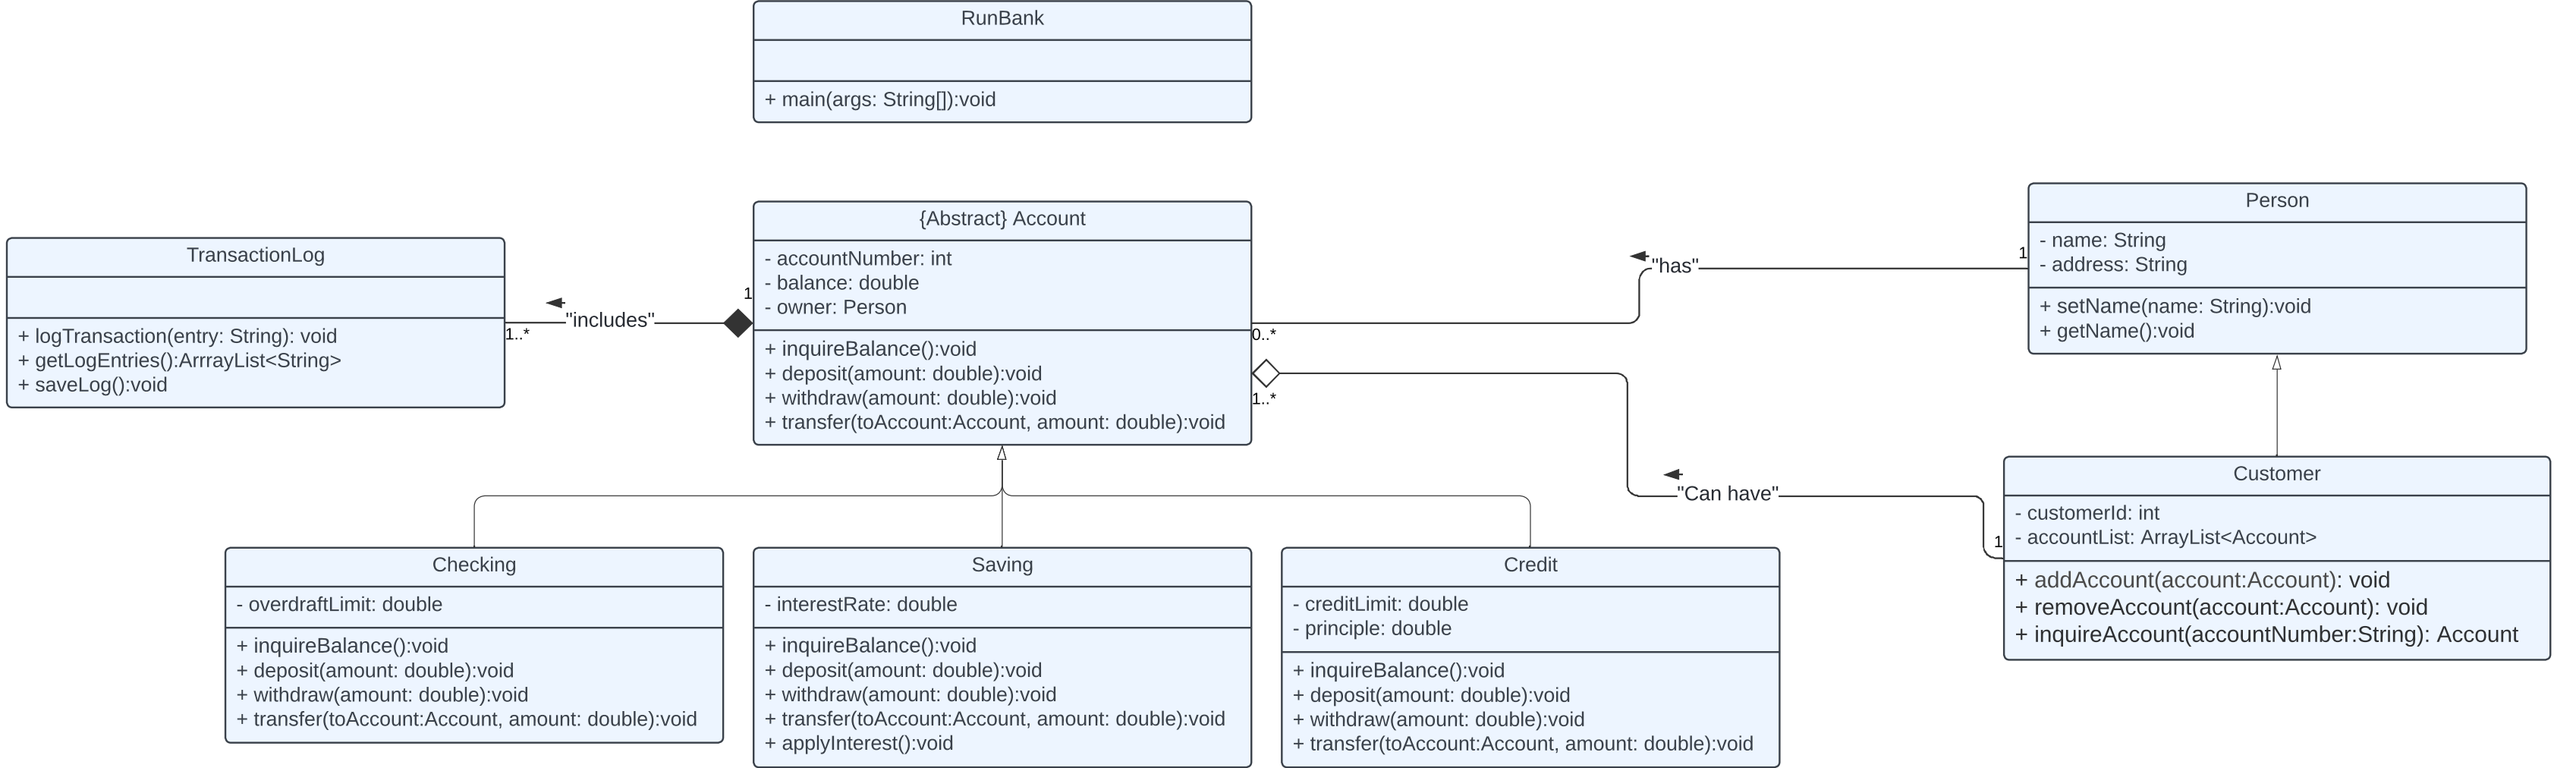 RunBank
+ main(args: String[]):void
TransactionLog
+ logTransaction(entry: String): void
+ getLogEntries():ArrrayList<String>
+ saveLog():void
"includes"
1..*
1
{Abstract} Account
- accountNumber: int
- balance: double
- owner: Person
+ inquireBalance():void
+ deposit(amount: double):void
+ withdraw(amount: double):void
+ transfer(toAccount:Account, amount: double):void
0..*
"has"
1
1..*
"Can have"
1
Person
- name: String
- address: String
+ setName(name: String):void
+ getName():void
Customer
- customerId: int
- accountList: ArrayList<Account>
+ addAccount(account:Account): void
+ removeAccount(account:Account): void
+ inquireAccount(accountNumber:String): Account
Checking
- overdraftLimit: double
+ inquireBalance():void
+ deposit(amount: double):void
+ withdraw(amount: double):void
+ transfer(toAccount:Account, amount: double):void
Saving
- interestRate: double
+ inquireBalance():void
+ deposit(amount: double):void
+ withdraw(amount: double):void
+ transfer(toAccount:Account, amount: double):void
+ applyInterest():void
Credit
- creditLimit: double
- principle: double
+ inquireBalance():void
+ deposit(amount: double):void
+ withdraw(amount: double):void
+ transfer(toAccount:Account, amount: double):void